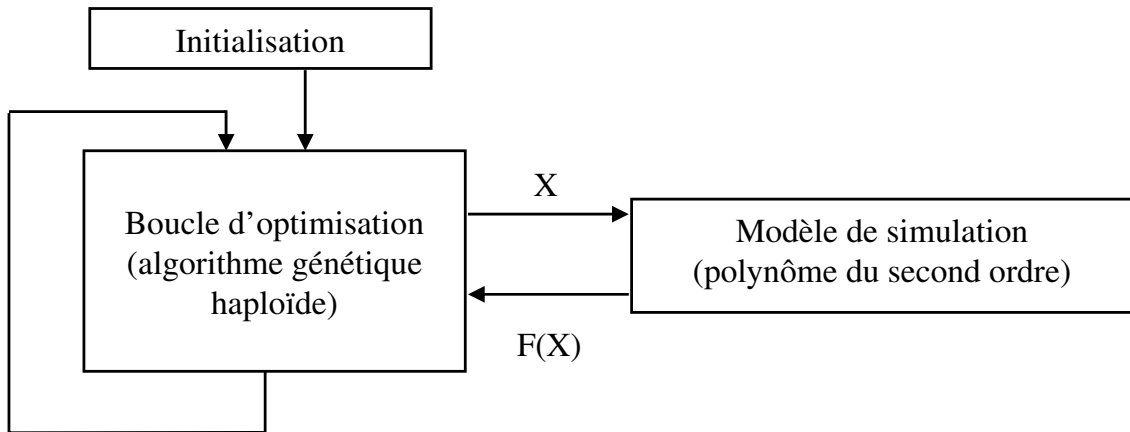 Initialisation
Boucle d’optimisation
(algorithme génétique
haploïde)
X
F(X)
Modèle de simulation
(polynôme du second ordre)